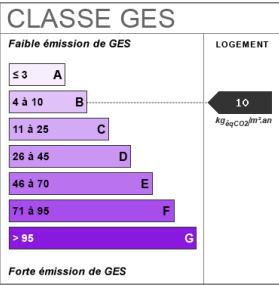 CLASSE GES
Faible émission de GES
LOGEMENT
≤ 3 A
4 à 10 B
10
kgéqCO2/m².an
11 à 25 C
26 à 45 D
46 à 70 E
71 à 95 F
> 95 G
Forte émission de GES